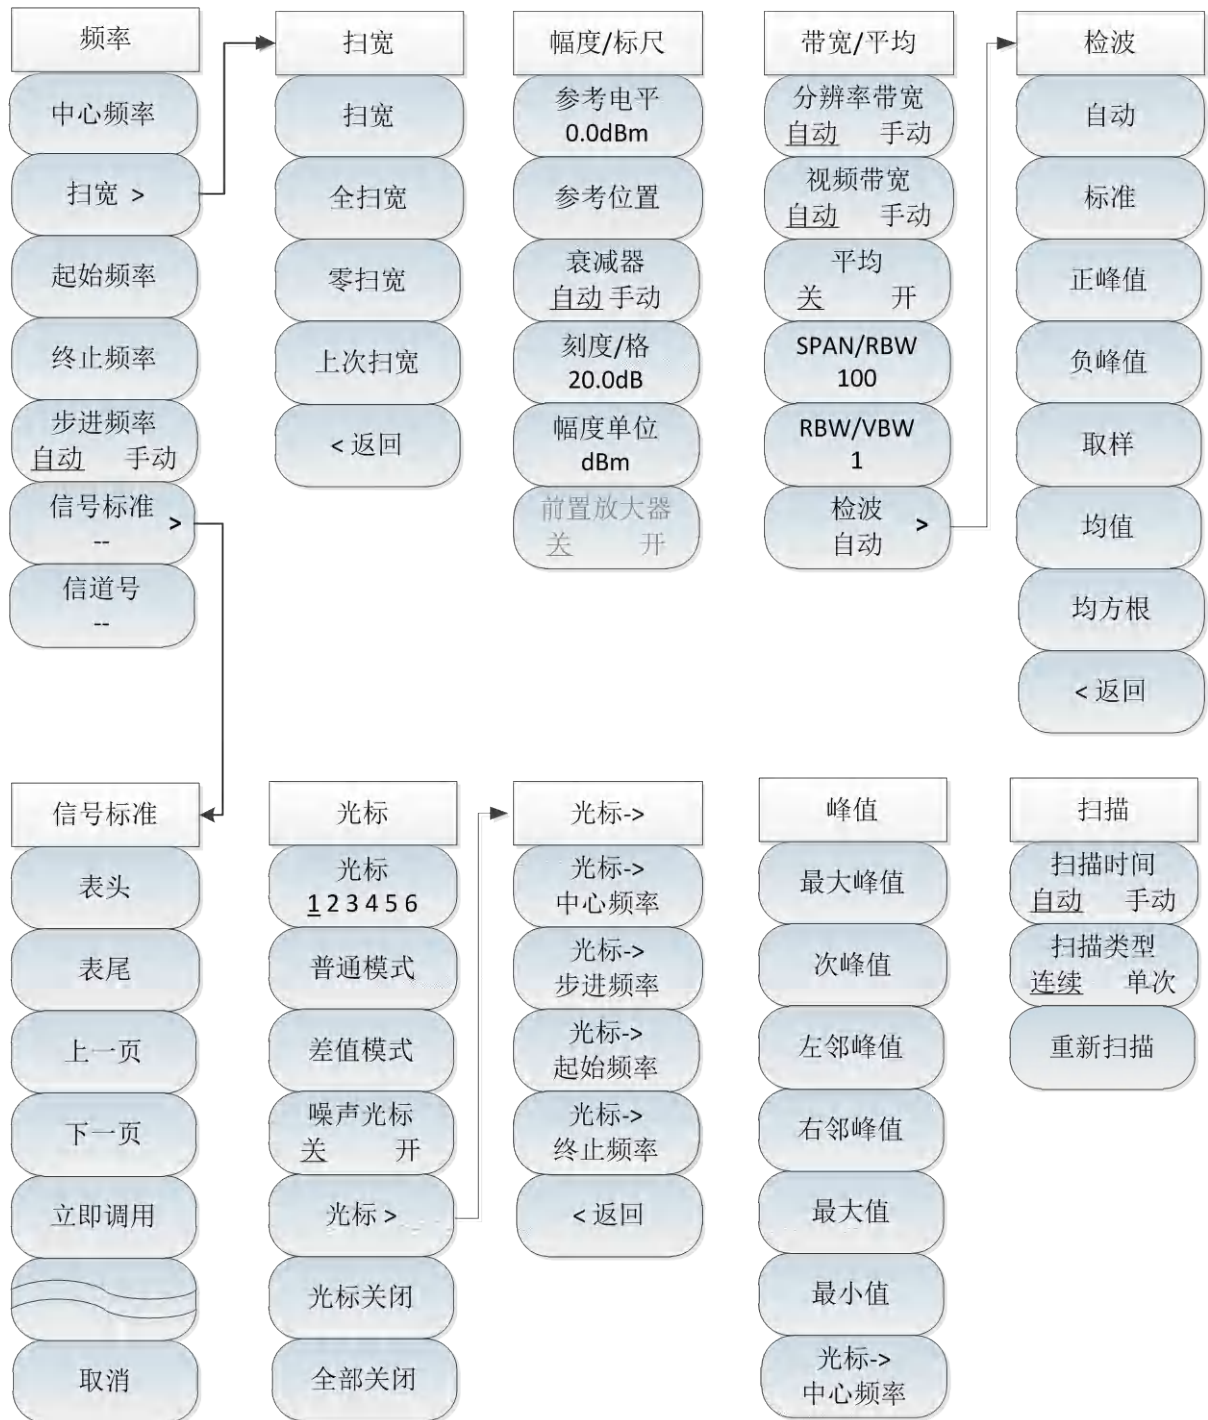 频率
中心频率
扫宽 >
起始频率
终止频率
步进频率
自动 手动
信号标准 >
--
信道号
--
扫宽
扫宽
全扫宽
零扫宽
上次扫宽
< 返回
幅度/标尺
参考电平
0.0dBm
参考位置
衰减器
自动 手动
刻度/格
20.0dB
幅度单位
dBm
前置放大器
关 开
带宽/平均
分辨率带宽
自动 手动
视频带宽
自动 手动
平均
关 开
SPAN/RBW
100
RBW/VBW
1
检波 >
自动
检波
自动
标准
正峰值
负峰值
取样
均值
均方根
< 返回
信号标准
表头
表尾
上一页
下一页
立即调用
取消
光标
光标
1 2 3 4 5 6
普通模式
差值模式
噪声光标
关 开
光标 >
光标关闭
全部关闭
光标->
光标->
中心频率
光标->
步进频率
光标->
起始频率
光标->
终止频率
< 返回
峰值
最大峰值
次峰值
左邻峰值
右邻峰值
最大值
最小值
光标->
中心频率
扫描
扫描时间
自动 手动
扫描类型
连续 单次
重新扫描